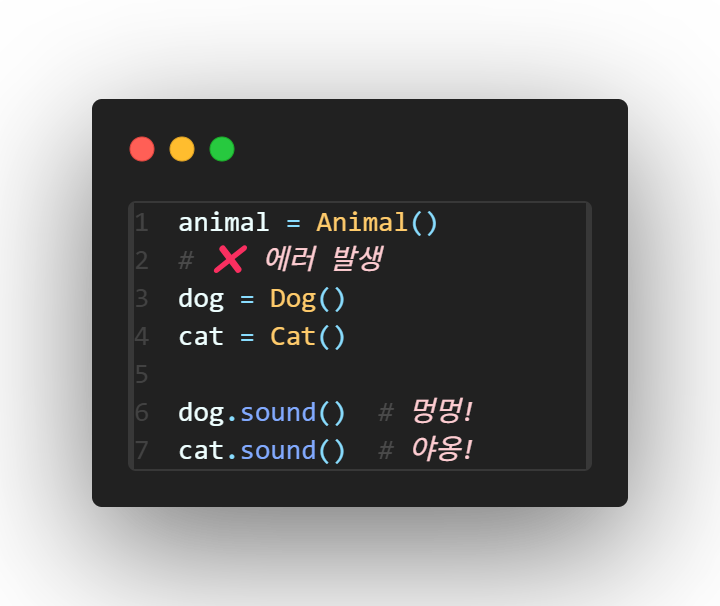 1 animal = Animal()
2 # ❌ 에러 발생
3 dog = Dog()
4 cat = Cat()
5
6 dog.sound()  # 멍멍!
7 cat.sound()  # 야옹!